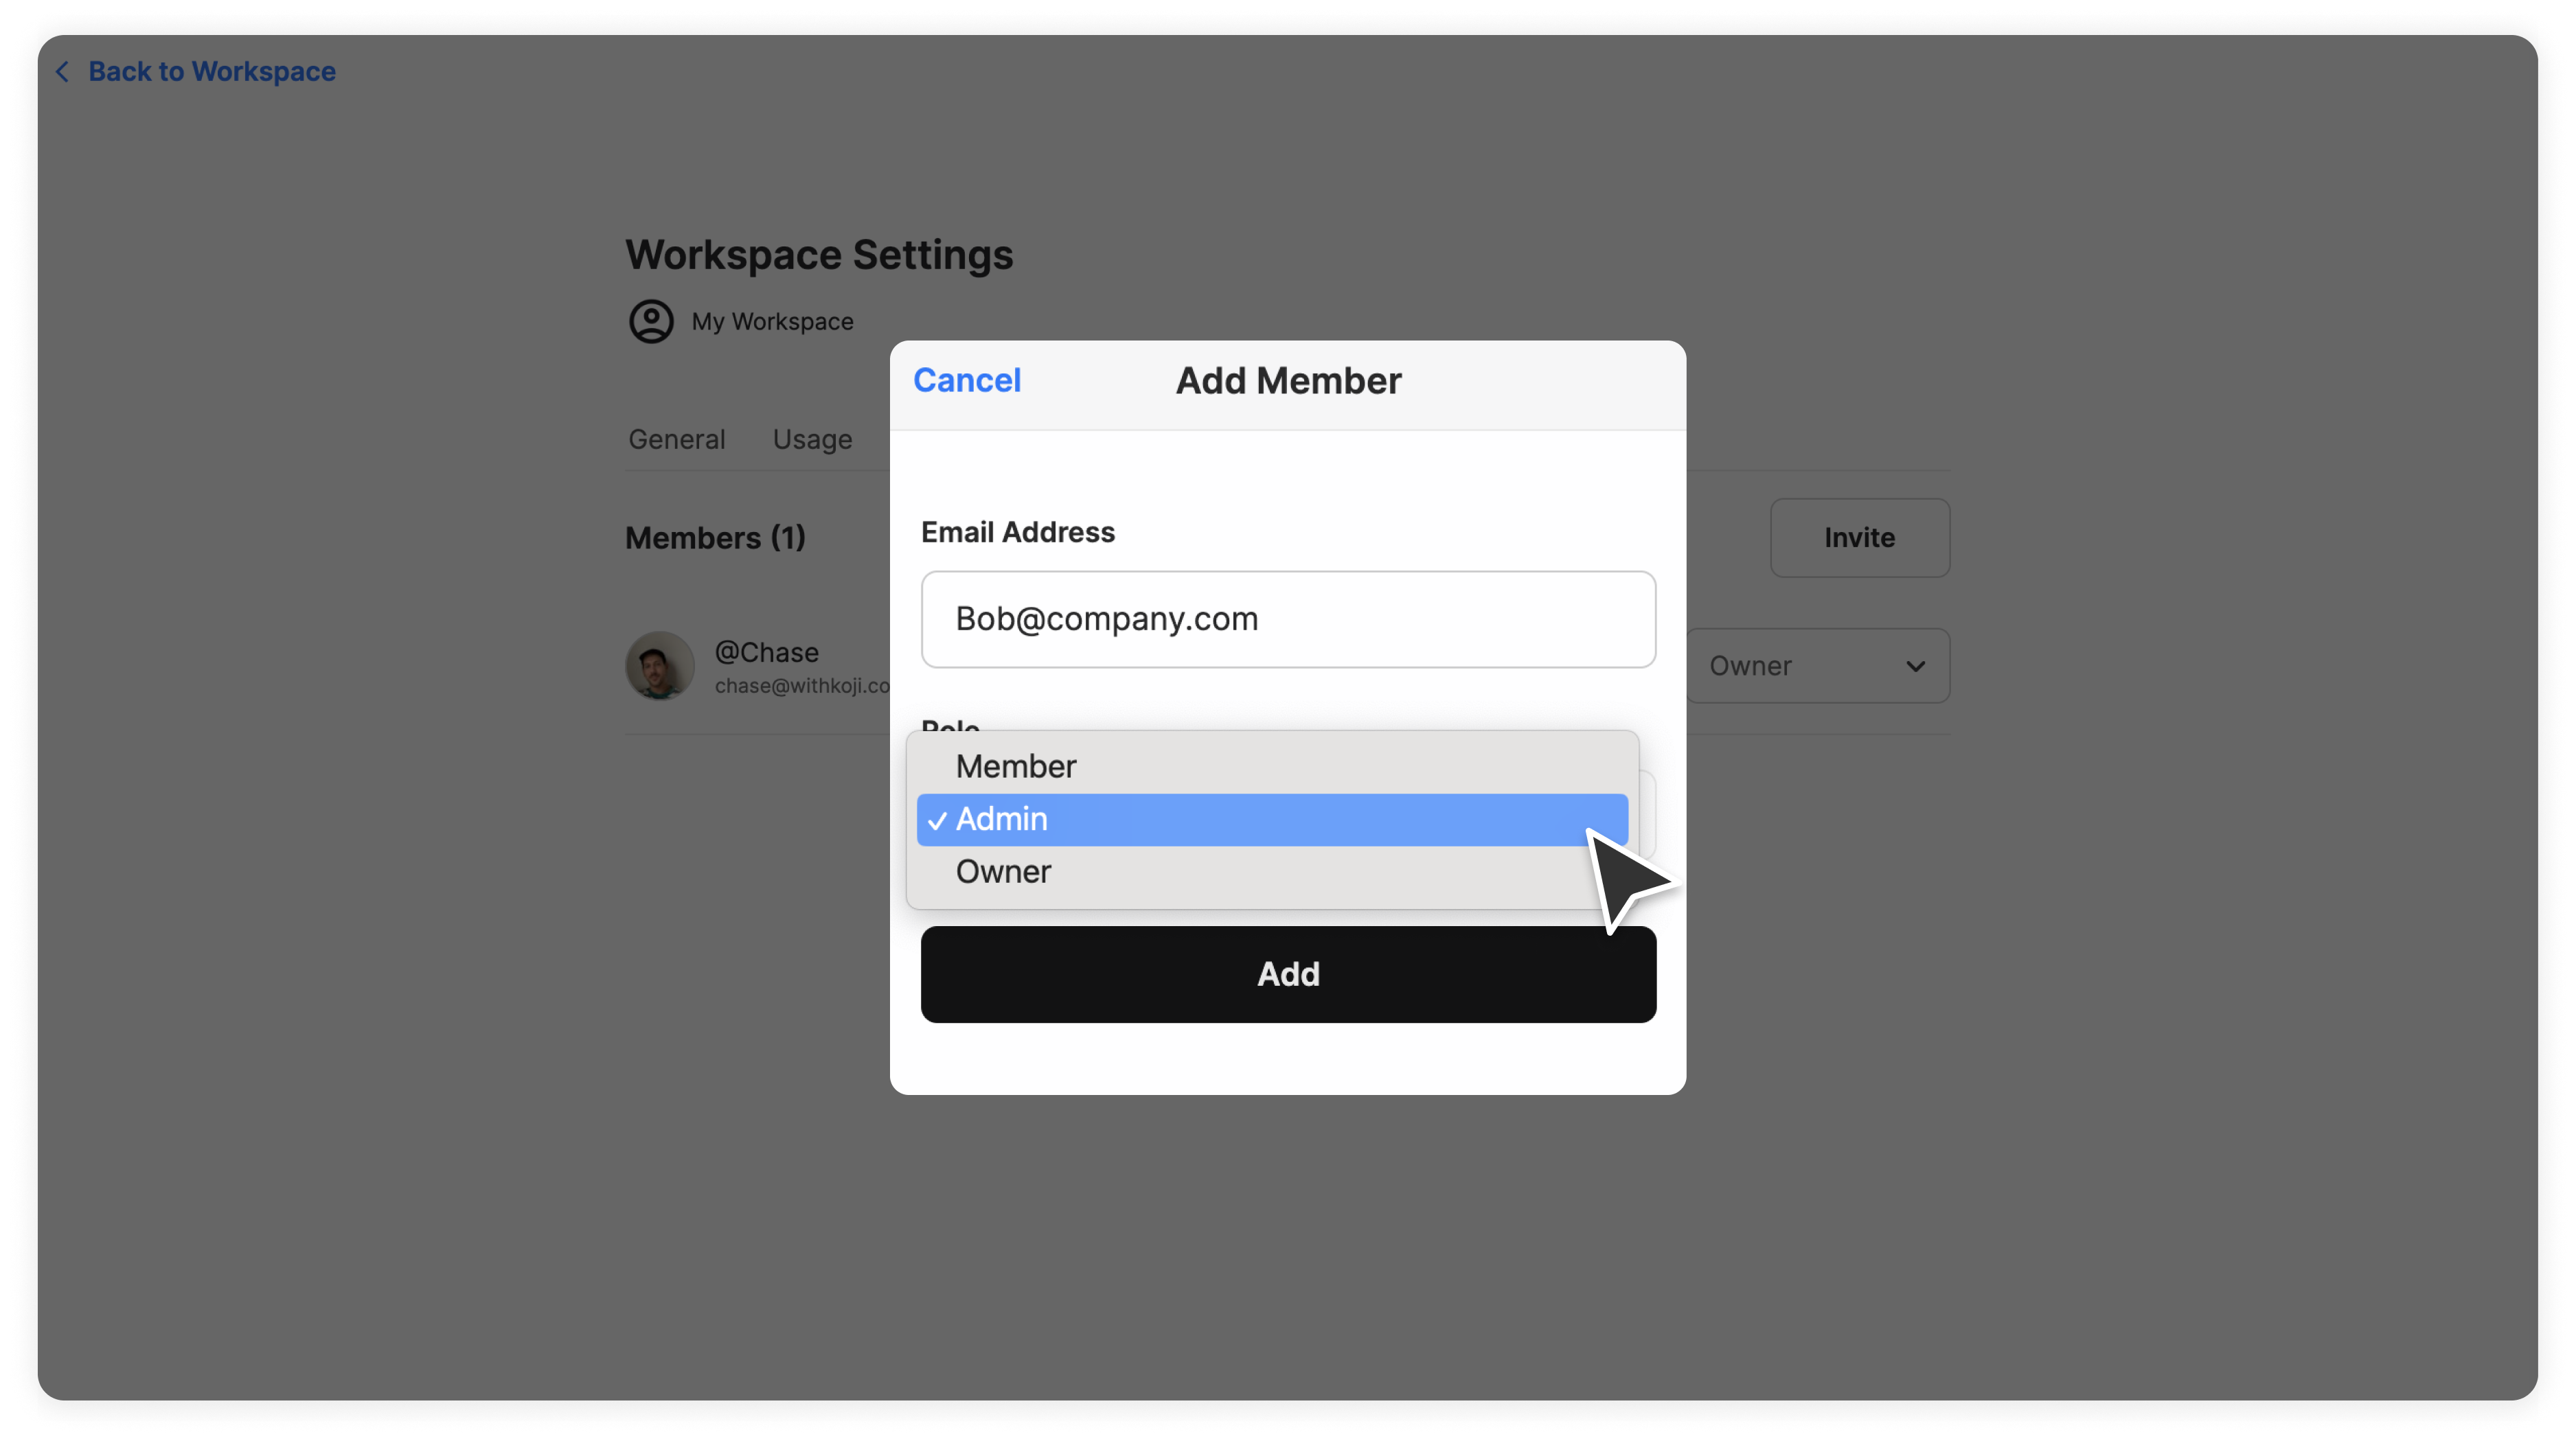 Back to Workspace
Workspace Settings
My Workspace
General Usage
Members (1)
Invite
@Chase
chase@withkoji.co
Owner
Cancel
Add Member
Email Address
Bob@company.com
Role
Member
Admin
Owner
Add